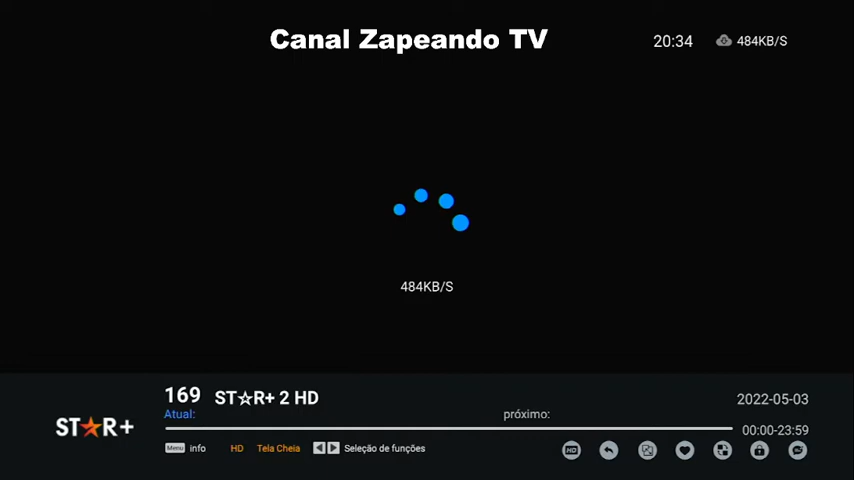 Canal Zapeando TV
20:34
484KB/S
484KB/S
169 ST☆R+ 2 HD
2022-05-03
Atual:
próximo:
ST★R+
00:00-23:59
Menu info HD Tela Cheia Seleção de funções
HD